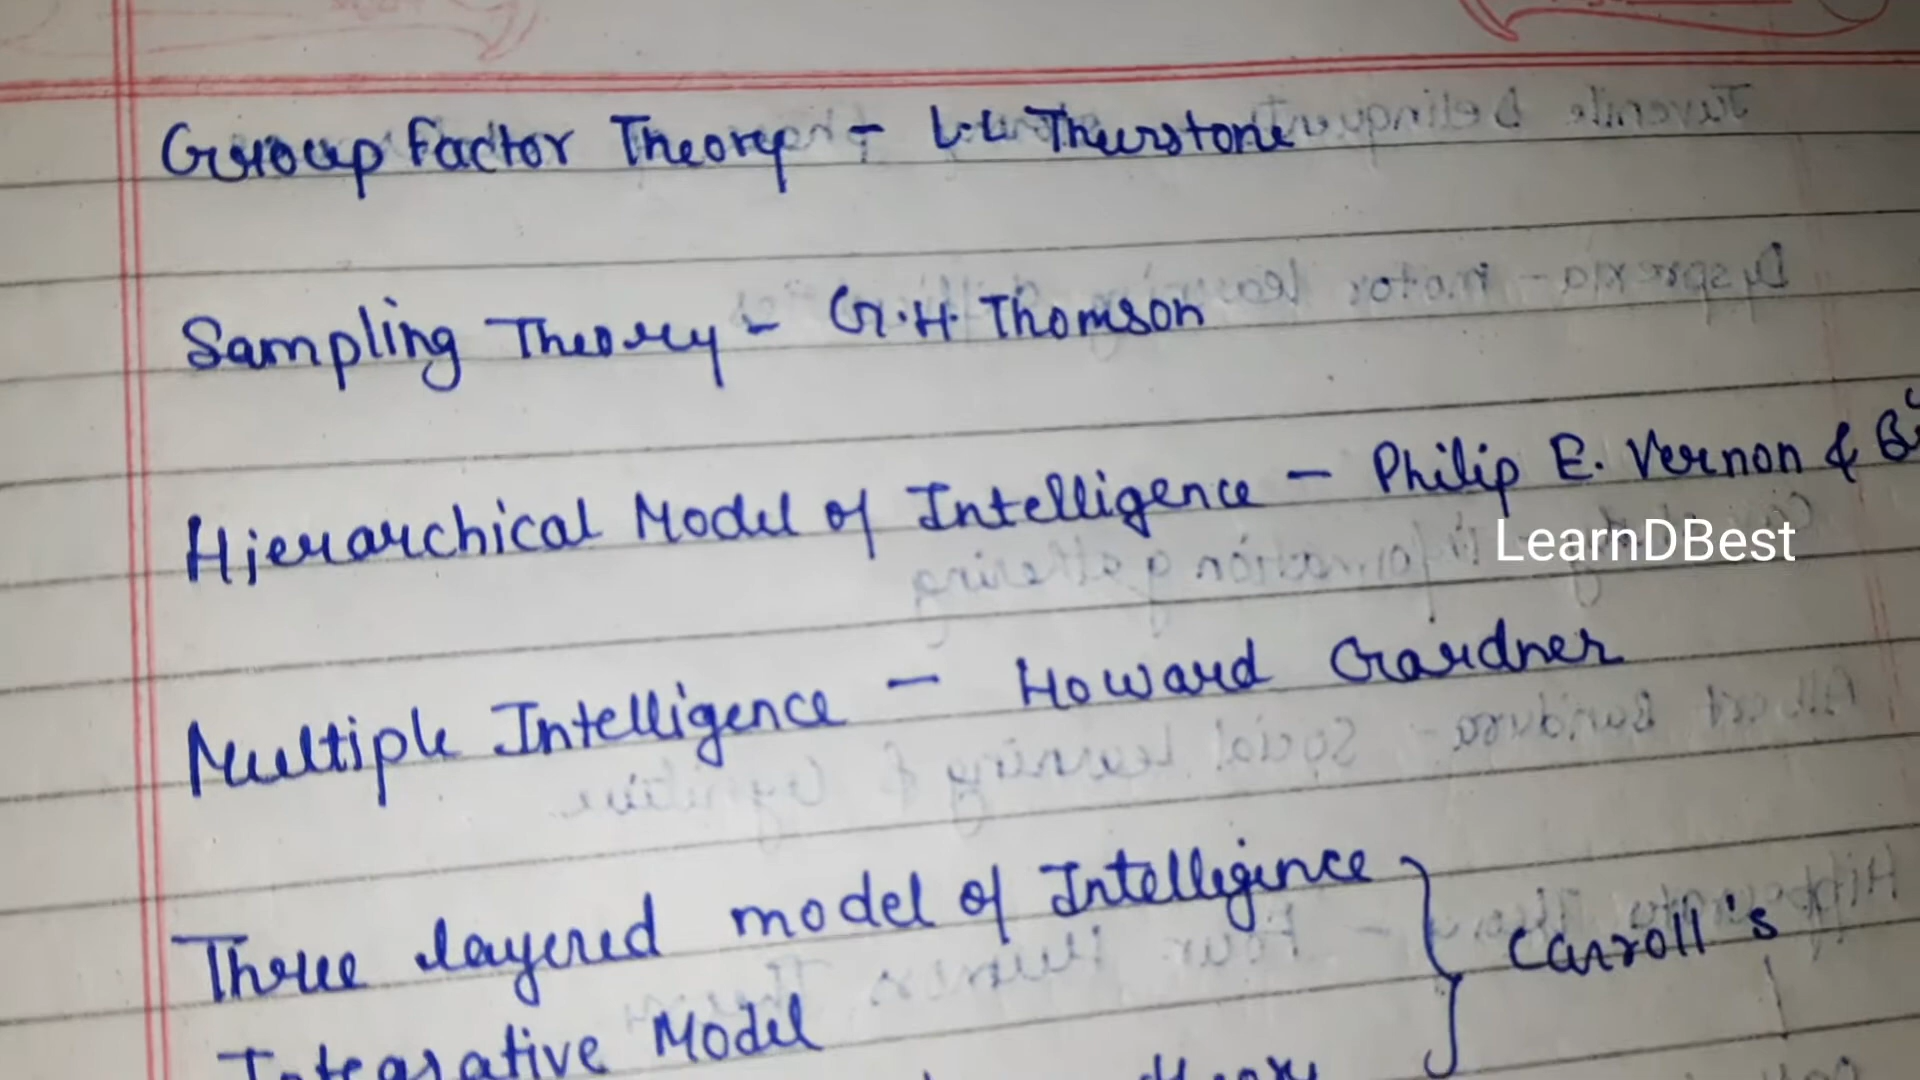 Group Factor Theory - L.L Thurstone
Sampling Theory - G.H. Thomson
Hierarchical Model of Intelligence - Philip E. Vernon &
LearnDBest
Multiple Intelligence - Howard Gardner
Three layered model of Intelligence
Carroll's
Integrative Model